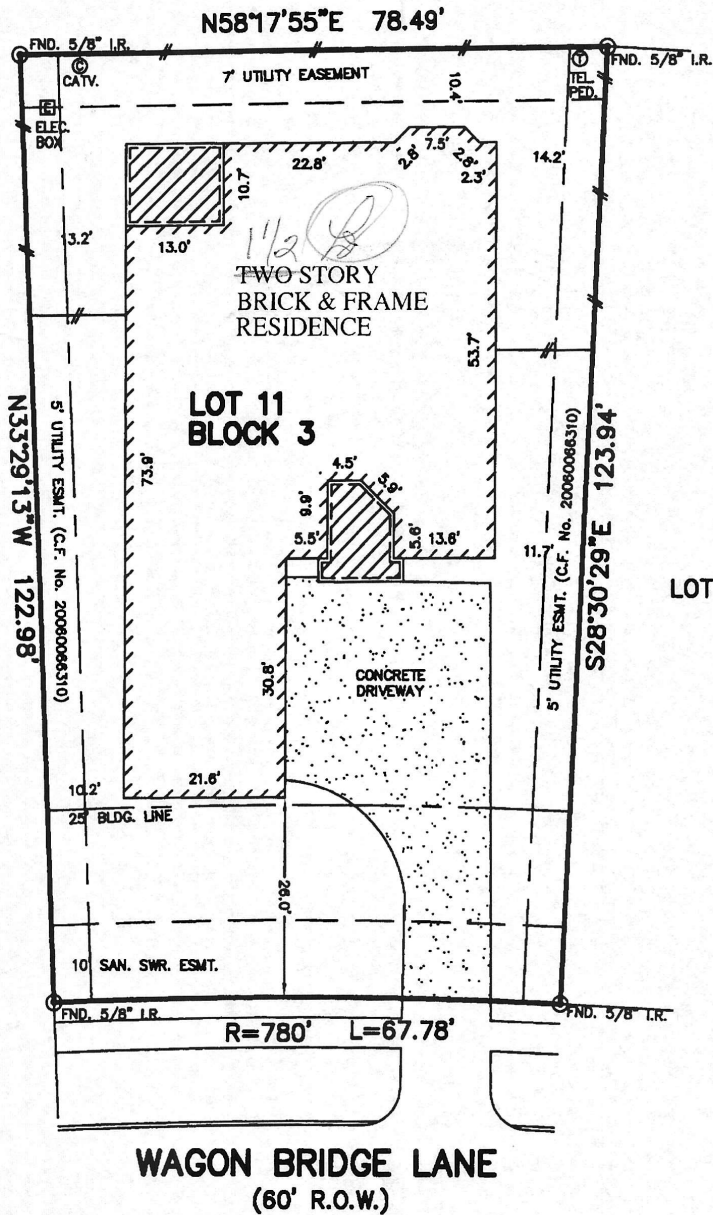 N58°17'55"E 78.49'
FND. 5/8" I.R.
FND. 5/8" I.R.
CATV.
7' UTILITY EASEMENT
10.4'
T
TEL.
PED.
E
ELEC.
BOX
C
22.8'
2.8'
7.5'
2.8'
2.3'
14.2'
10.7'
13.2'
13.0'
1 1/2
TWO STORY
BRICK & FRAME
RESIDENCE
53.7'
LOT 11
BLOCK 3
N33°29'13"W 122.98'
5' UTILITY ESMT. (C.F. No. 20060066310)
73.9'
4.5'
5.9'
9.9'
5.5'
5.6'
13.6'
11.7'
5' UTILITY ESMT. (C.F. No. 20060066310)
S28°30'29"E 123.94'
LOT
30.8'
CONCRETE
DRIVEWAY
10.2'
21.6'
25' BLDG. LINE
26.0'
10' SAN. SWR. ESMT.
FND. 5/8" I.R.
FND. 5/8" I.R.
R=780' L=67.78'
WAGON BRIDGE LANE
(60' R.O.W.)